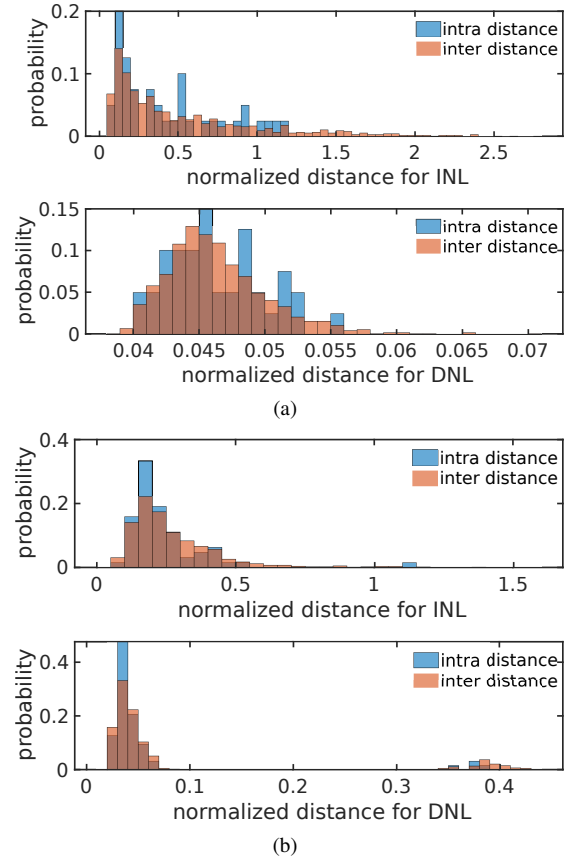 0.2
0.1
0
probability
intra distance
inter distance
0 0.5 1 1.5 2 2.5
normalized distance for INL
0.15
0.1
0.05
0
probability
intra distance
inter distance
0.04 0.045 0.05 0.055 0.06 0.065 0.07
normalized distance for DNL
(a)
0.4
0.2
0
probability
intra distance
inter distance
0 0.5 1 1.5
normalized distance for INL
0.4
0.2
0
probability
intra distance
inter distance
0 0.1 0.2 0.3 0.4
normalized distance for DNL
(b)